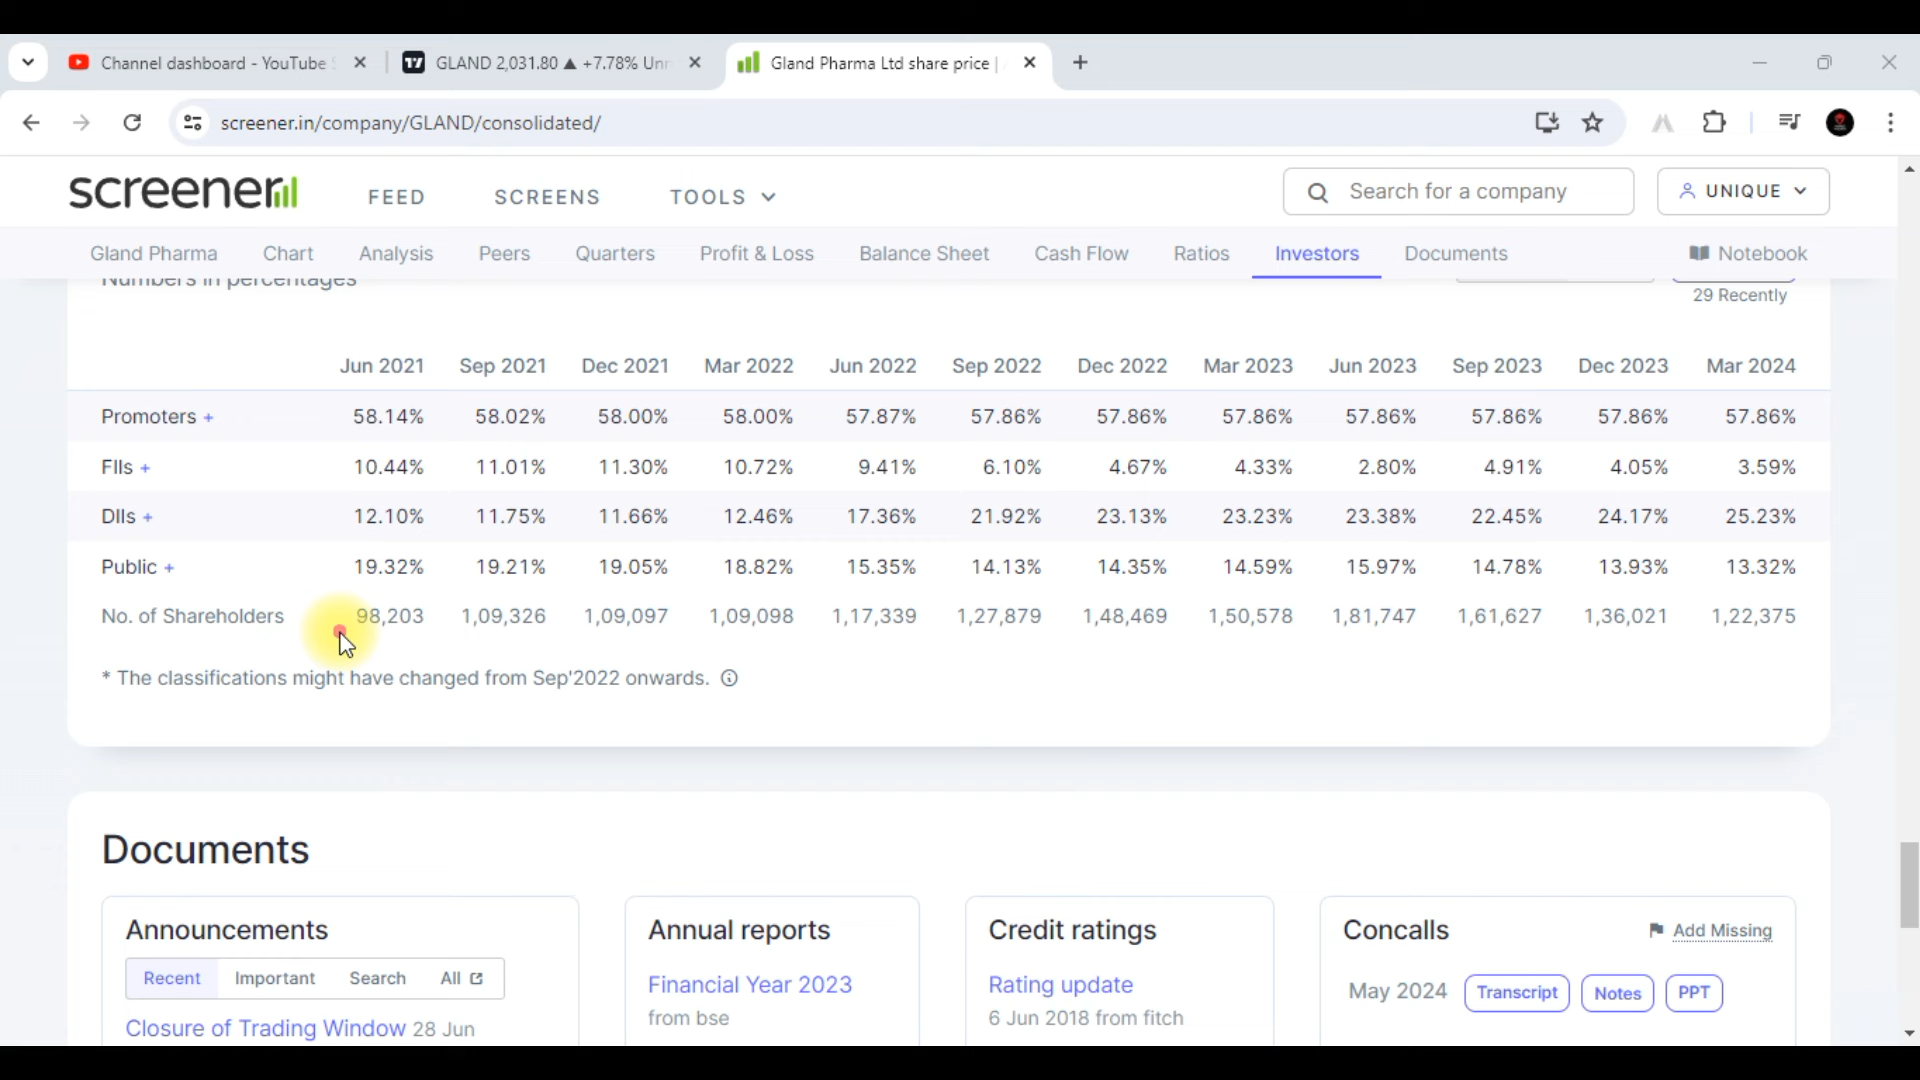 Channel dashboard - YouTube S
GLAND 2,031.80 ▲ +7.78% Unn
Gland Pharma Ltd share price |
screener.in/company/GLAND/consolidated/
screener
FEED
SCREENS
TOOLS
Search for a company
UNIQUE
Gland Pharma Chart Analysis Peers Quarters Profit & Loss Balance Sheet Cash Flow Ratios Investors Documents Notebook
Numbers in percentages
29 Recently
Jun 2021 Sep 2021 Dec 2021 Mar 2022 Jun 2022 Sep 2022 Dec 2022 Mar 2023 Jun 2023 Sep 2023 Dec 2023 Mar 2024
Promoters + 58.14% 58.02% 58.00% 58.00% 57.87% 57.86% 57.86% 57.86% 57.86% 57.86% 57.86% 57.86%
FIIs + 10.44% 11.01% 11.30% 10.72% 9.41% 6.10% 4.67% 4.33% 2.80% 4.91% 4.05% 3.59%
DIIs + 12.10% 11.75% 11.66% 12.46% 17.36% 21.92% 23.13% 23.23% 23.38% 22.45% 24.17% 25.23%
Public + 19.32% 19.21% 19.05% 18.82% 15.35% 14.13% 14.35% 14.59% 15.97% 14.78% 13.93% 13.32%
No. of Shareholders 98,203 1,09,326 1,09,097 1,09,098 1,17,339 1,27,879 1,48,469 1,50,578 1,81,747 1,61,627 1,36,021 1,22,375
* The classifications might have changed from Sep'2022 onwards.
Documents
Announcements
Recent Important Search All
Closure of Trading Window 28 Jun
Annual reports
Financial Year 2023
from bse
Credit ratings
Rating update
6 Jun 2018 from fitch
Concalls
Add Missing
May 2024 Transcript Notes PPT